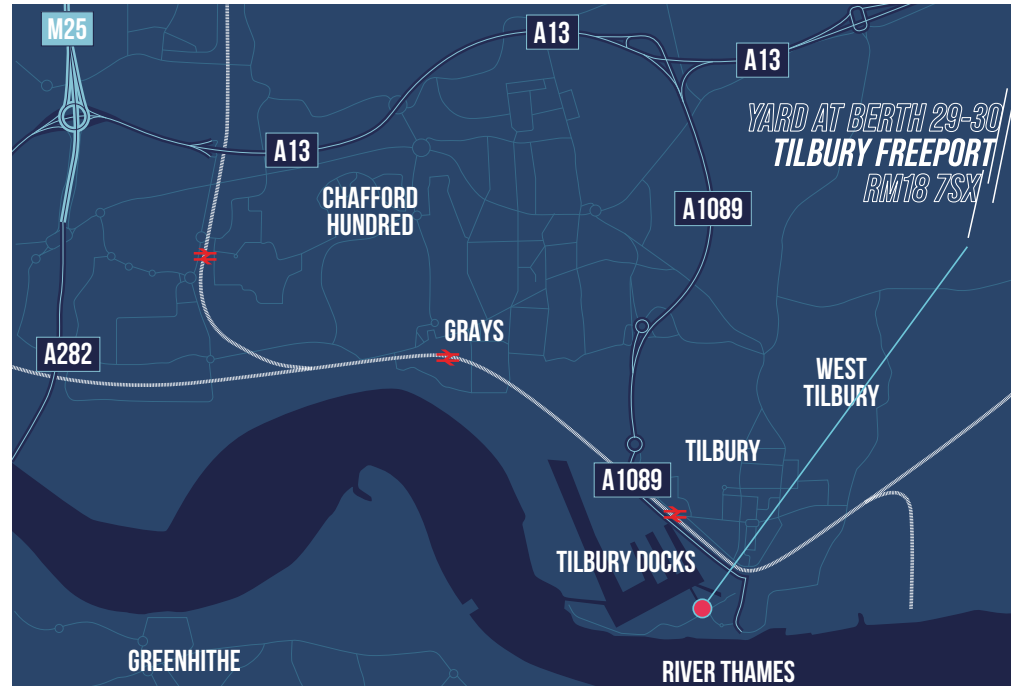 M25
A13
A13
YARD AT BERTH 29-30
TILBURY FREEPORT
RM18 7SX
A13
CHAFFORD
HUNDRED
A1089
GRAYS
A282
WEST
TILBURY
TILBURY
A1089
TILBURY DOCKS
GREENHITHE
RIVER THAMES